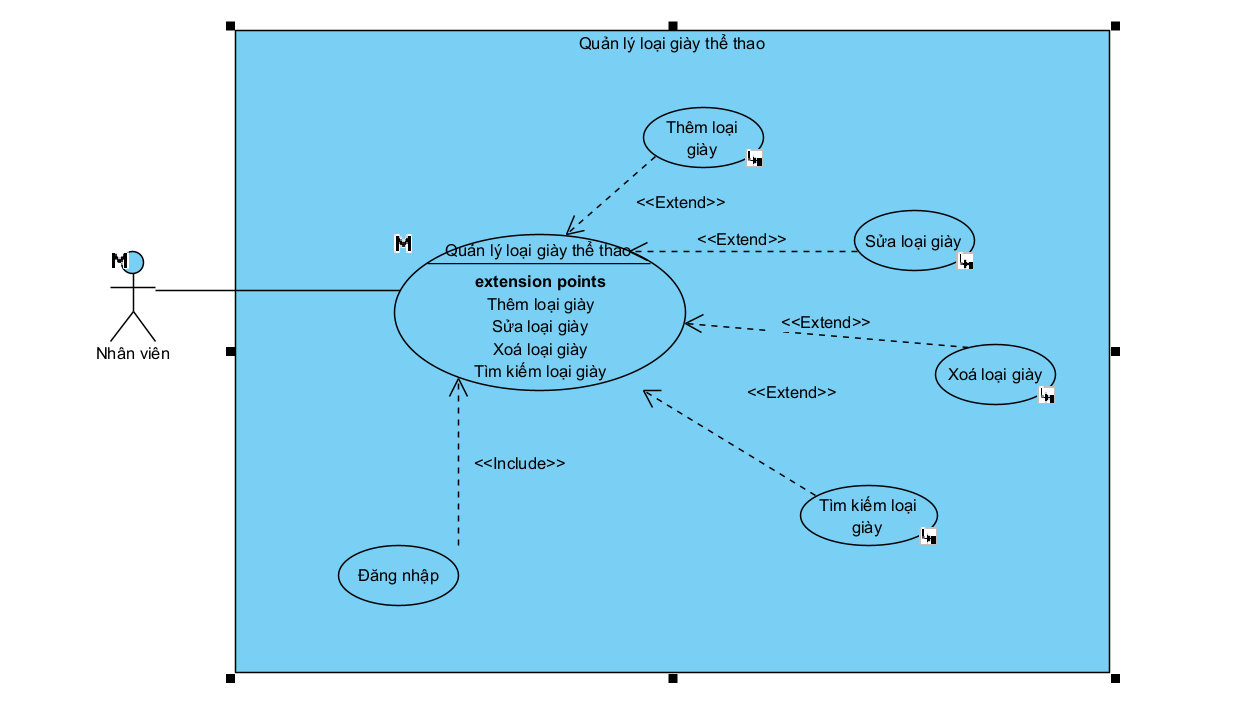 Quản lý loại giày thể thao
Thêm loại
giày
<<Extend>>
<<Extend>>
Sửa loại giày
Quản lý loại giày thể thao
extension points
Thêm loại giày
Sửa loại giày
Xoá loại giày
Tìm kiếm loại giày
M
M
Nhân viên
<<Extend>>
Xoá loại giày
<<Extend>>
<<Include>>
Tìm kiếm loại
giày
Đăng nhập